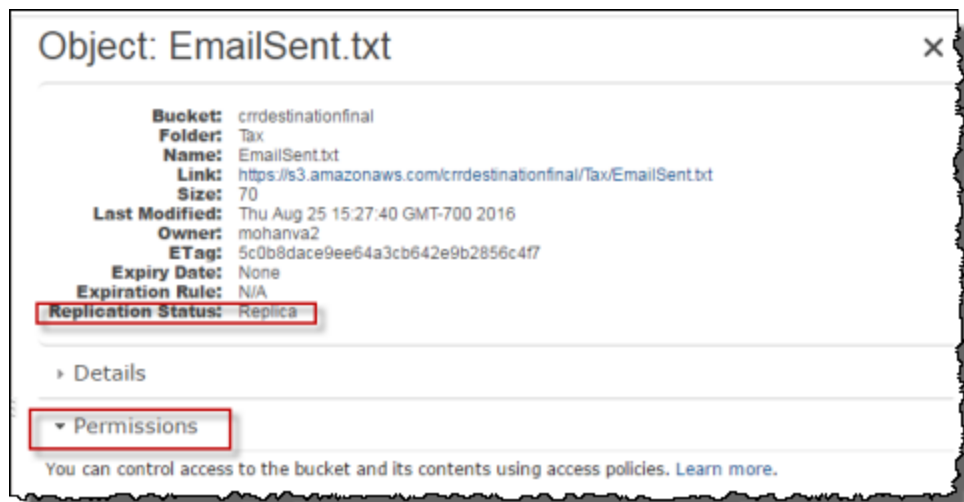 Object: EmailSent.txt
Bucket: crrdestinationfinal
Folder: Tax
Name: EmailSent.txt
Link: https://s3.amazonaws.com/crrdestinationfinal/Tax/EmailSent.txt
Size: 70
Last Modified: Thu Aug 25 15:27:40 GMT-700 2016
Owner: mohanva2
ETag: 5c0b8dace9ee64a3cb642e9b2856c4f7
Expiry Date: None
Expiration Rule: N/A
Replication Status: Replica
Details
Permissions
You can control access to the bucket and its contents using access policies. Learn more.